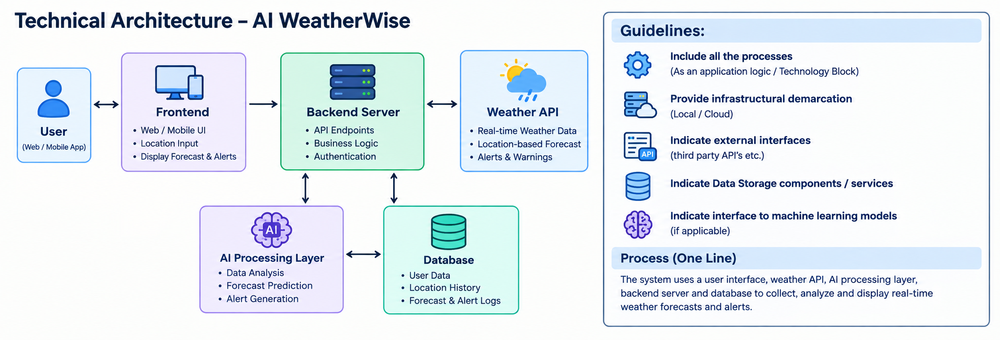 Technical Architecture – AI WeatherWise
User
(Web / Mobile App)
Frontend
• Web / Mobile UI
• Location Input
• Display Forecast & Alerts
Backend Server
• API Endpoints
• Business Logic
• Authentication
Weather API
• Real-time Weather Data
• Location-based Forecast
• Alerts & Warnings
AI
AI Processing Layer
• Data Analysis
• Forecast Prediction
• Alert Generation
Database
• User Data
• Location History
• Forecast & Alert Logs
Guidelines:
Include all the processes
(As an application logic / Technology Block)
Provide infrastructural demarcation
(Local / Cloud)
Indicate external interfaces
(third party API's etc.)
API
Indicate Data Storage components / services
Indicate interface to machine learning models
(if applicable)
Process (One Line)
The system uses a user interface, weather API, AI processing layer,
backend server and database to collect, analyze and display real-time
weather forecasts and alerts.